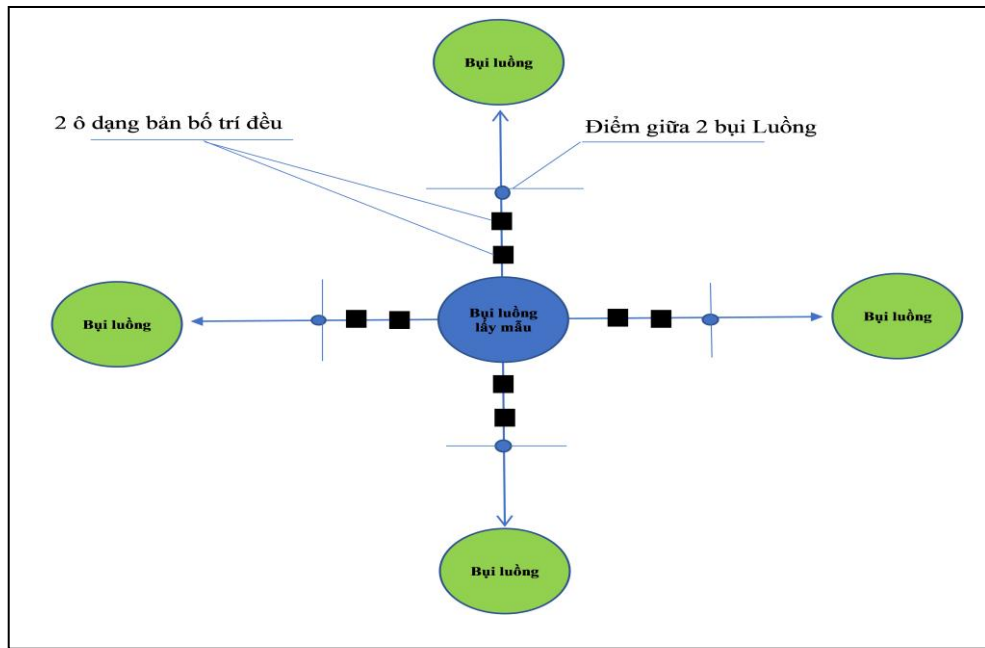 Bụi luồng
2 ô dạng bản bố trí đều
Điểm giữa 2 bụi Luồng
Bụi luồng
Bụi luồng
lấy mẫu
Bụi luồng
Bụi luồng